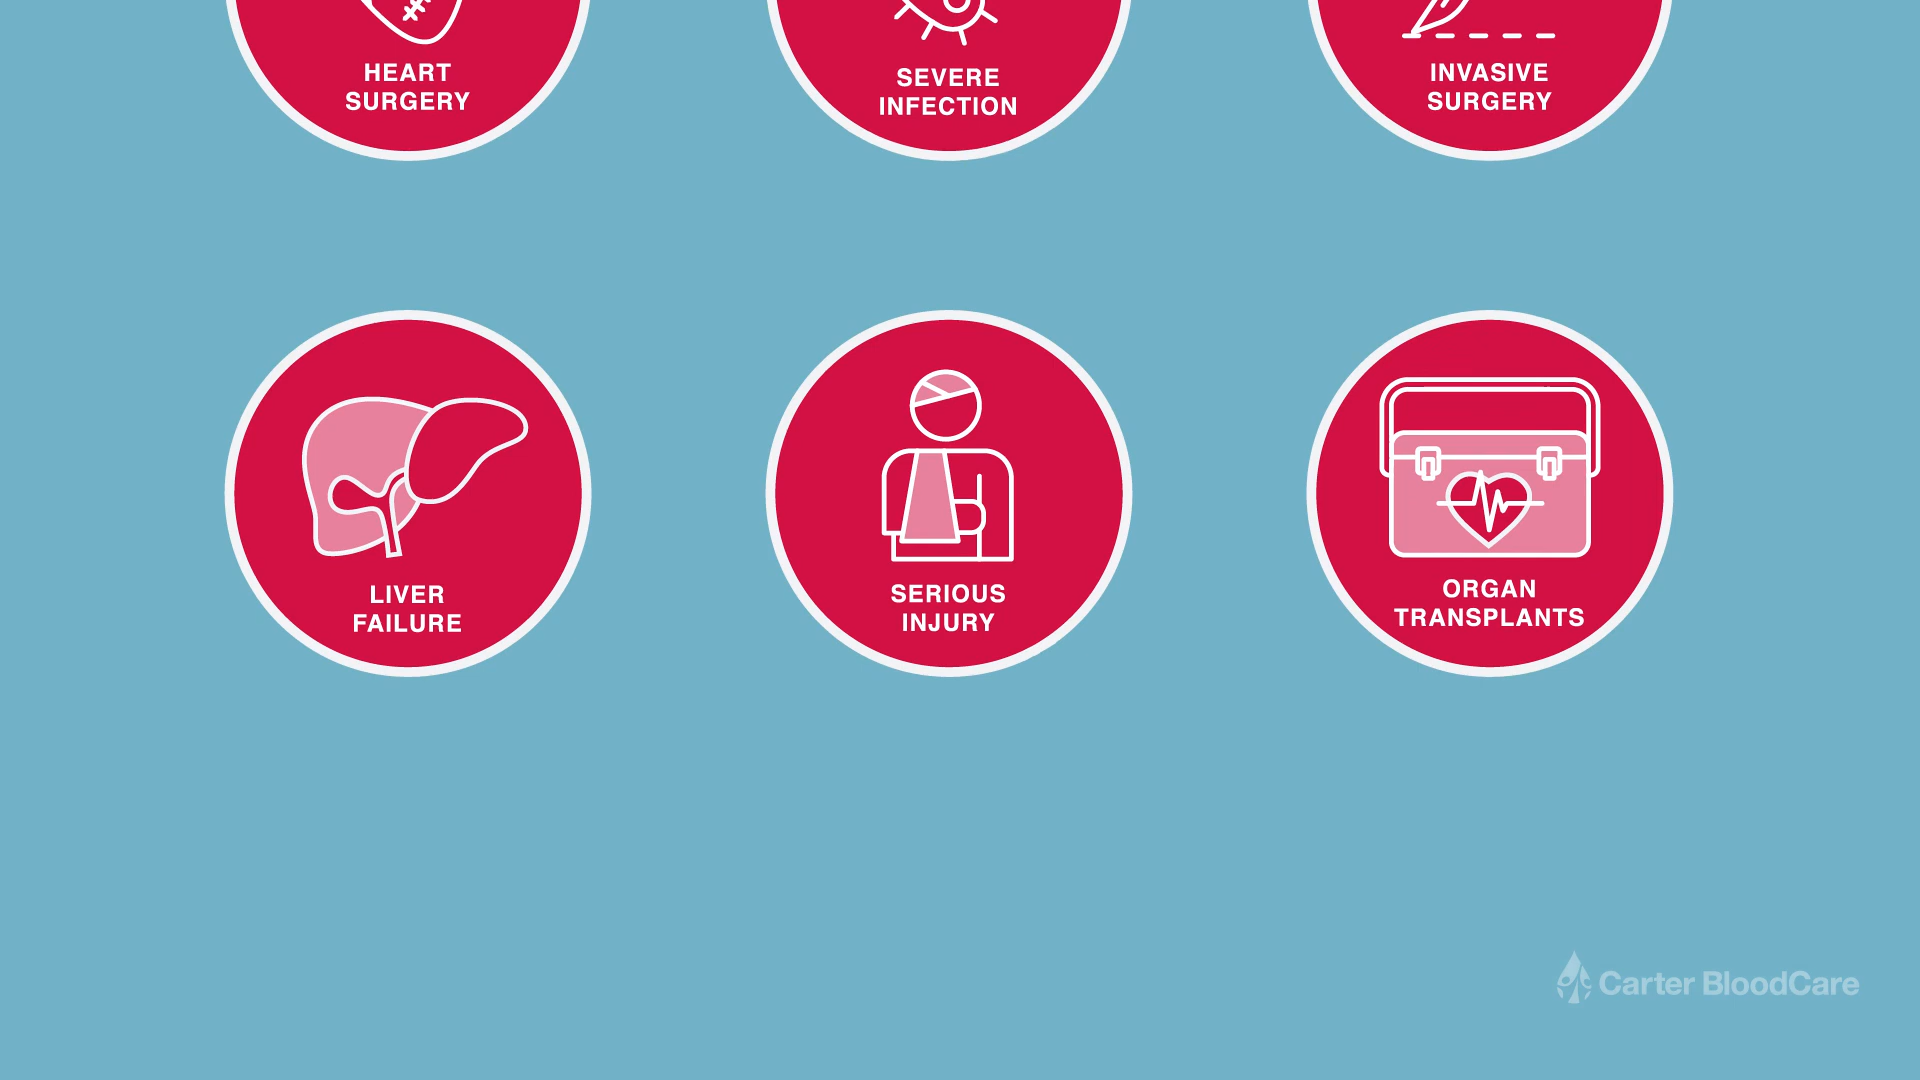 HEART
SURGERY
SEVERE
INFECTION
INVASIVE
SURGERY
LIVER
FAILURE
SERIOUS
INJURY
ORGAN
TRANSPLANTS
Carter BloodCare